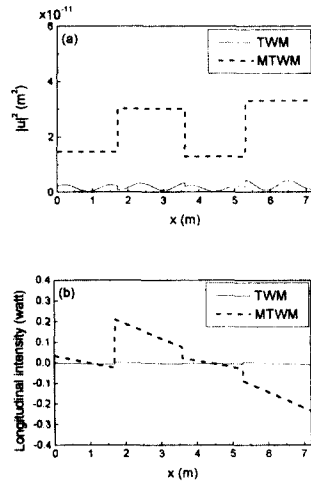 x10⁻¹¹
(a)
TWM
MTWM
6
4
2
0
|u|² (m²)
0 1 2 3 4 5 6 7
x (m)
(b)
TWM
MTWM
0.4
0.3
0.2
0.1
0.0
-0.1
-0.2
-0.3
-0.4
Longitudinal intensity (watt)
0 1 2 3 4 5 6 7
x (m)